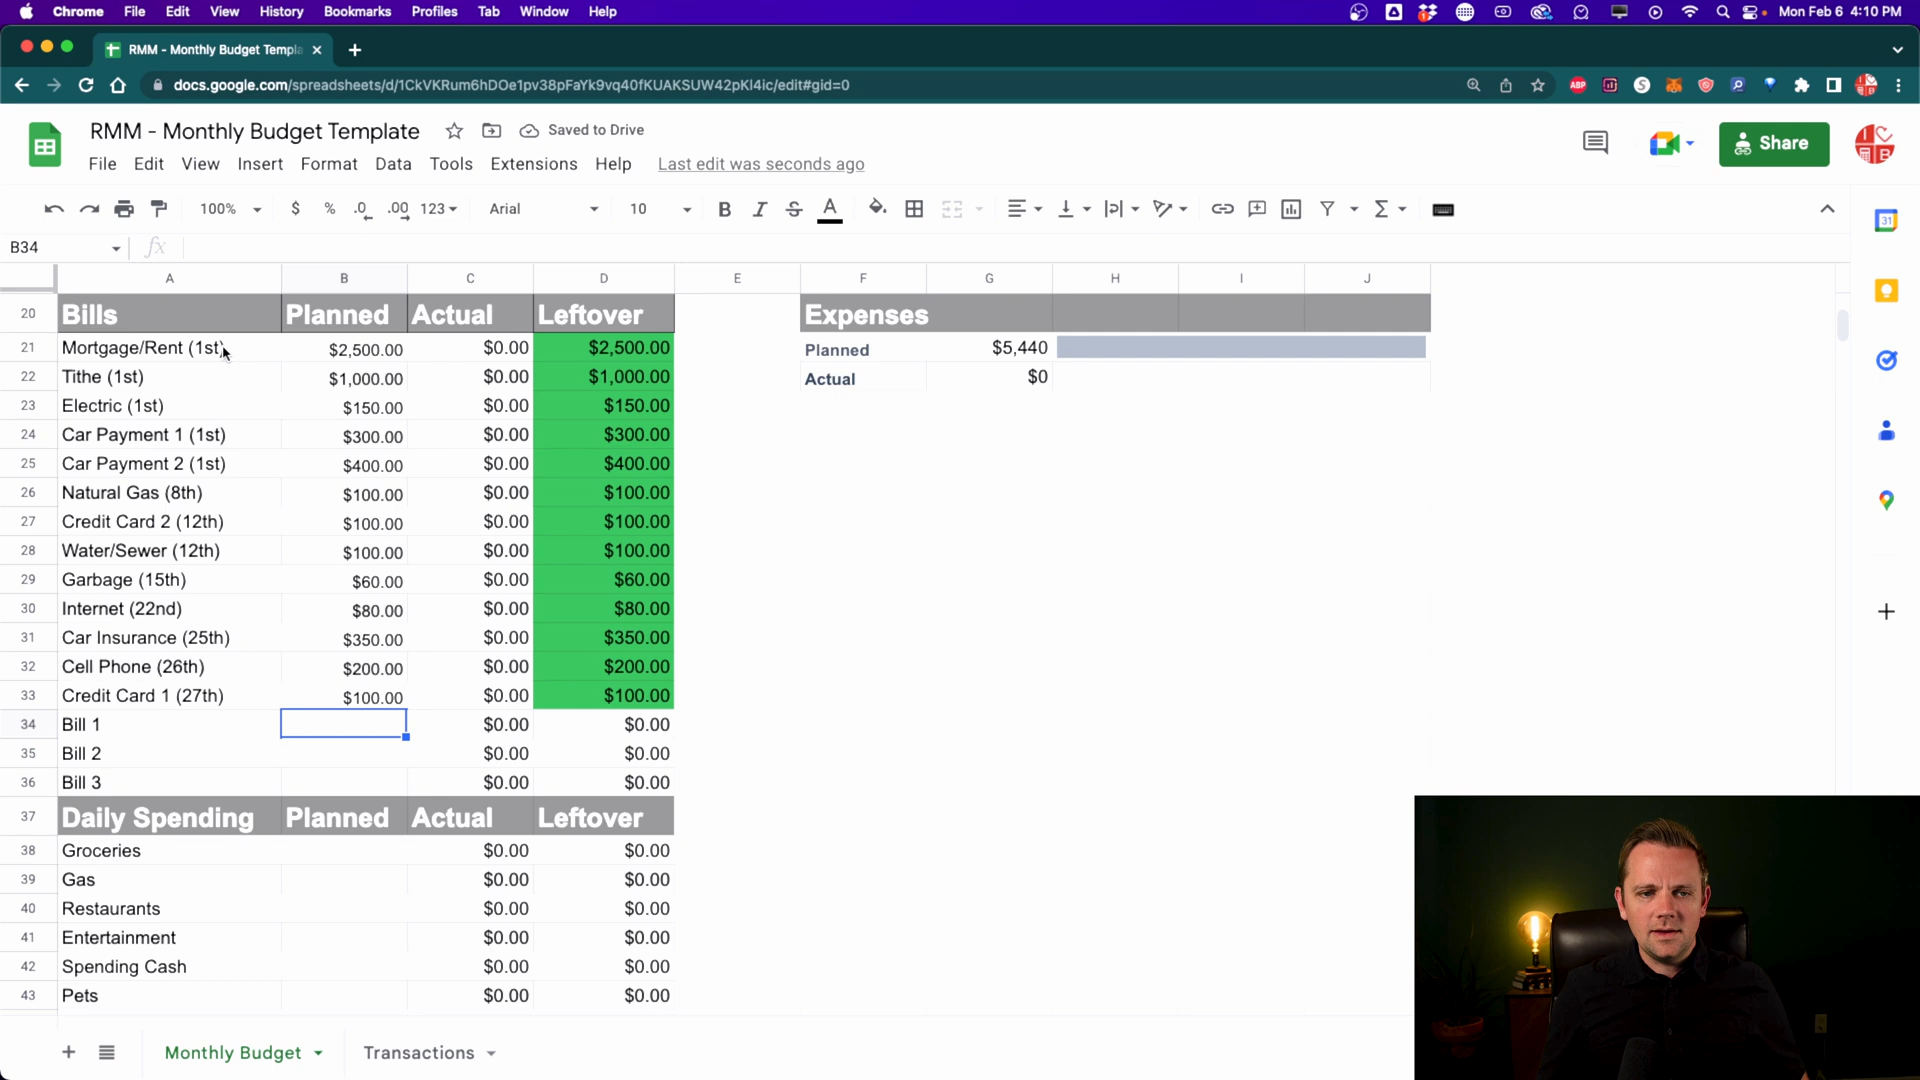 Chrome File Edit View History Bookmarks Profiles Tab Window Help Mon Feb 6 4:10 PM
RMM - Monthly Budget Templa
docs.google.com/spreadsheets/d/1CkVKRum6hDOe1pv38pFaYk9vq40fKUAKSUW42pKl4ic/edit#gid=0 ABP
RMM - Monthly Budget Template Saved to Drive Share
File Edit View Insert Format Data Tools Extensions Help Last edit was seconds ago
100% $ % .0 .00 123 Arial 10 B I S A
B34 fx
A B C D E F G H I J
20 Bills Planned Actual Leftover Expenses
21 Mortgage/Rent (1st) $2,500.00 $0.00 $2,500.00 Planned $5,440
22 Tithe (1st) $1,000.00 $0.00 $1,000.00 Actual $0
23 Electric (1st) $150.00 $0.00 $150.00
24 Car Payment 1 (1st) $300.00 $0.00 $300.00
25 Car Payment 2 (1st) $400.00 $0.00 $400.00
26 Natural Gas (8th) $100.00 $0.00 $100.00
27 Credit Card 2 (12th) $100.00 $0.00 $100.00
28 Water/Sewer (12th) $100.00 $0.00 $100.00
29 Garbage (15th) $60.00 $0.00 $60.00
30 Internet (22nd) $80.00 $0.00 $80.00
31 Car Insurance (25th) $350.00 $0.00 $350.00
32 Cell Phone (26th) $200.00 $0.00 $200.00
33 Credit Card 1 (27th) $100.00 $0.00 $100.00
34 Bill 1 $0.00 $0.00
35 Bill 2 $0.00 $0.00
36 Bill 3 $0.00 $0.00
37 Daily Spending Planned Actual Leftover
38 Groceries $0.00 $0.00
39 Gas $0.00 $0.00
40 Restaurants $0.00 $0.00
41 Entertainment $0.00 $0.00
42 Spending Cash $0.00 $0.00
43 Pets $0.00 $0.00
Monthly Budget Transactions